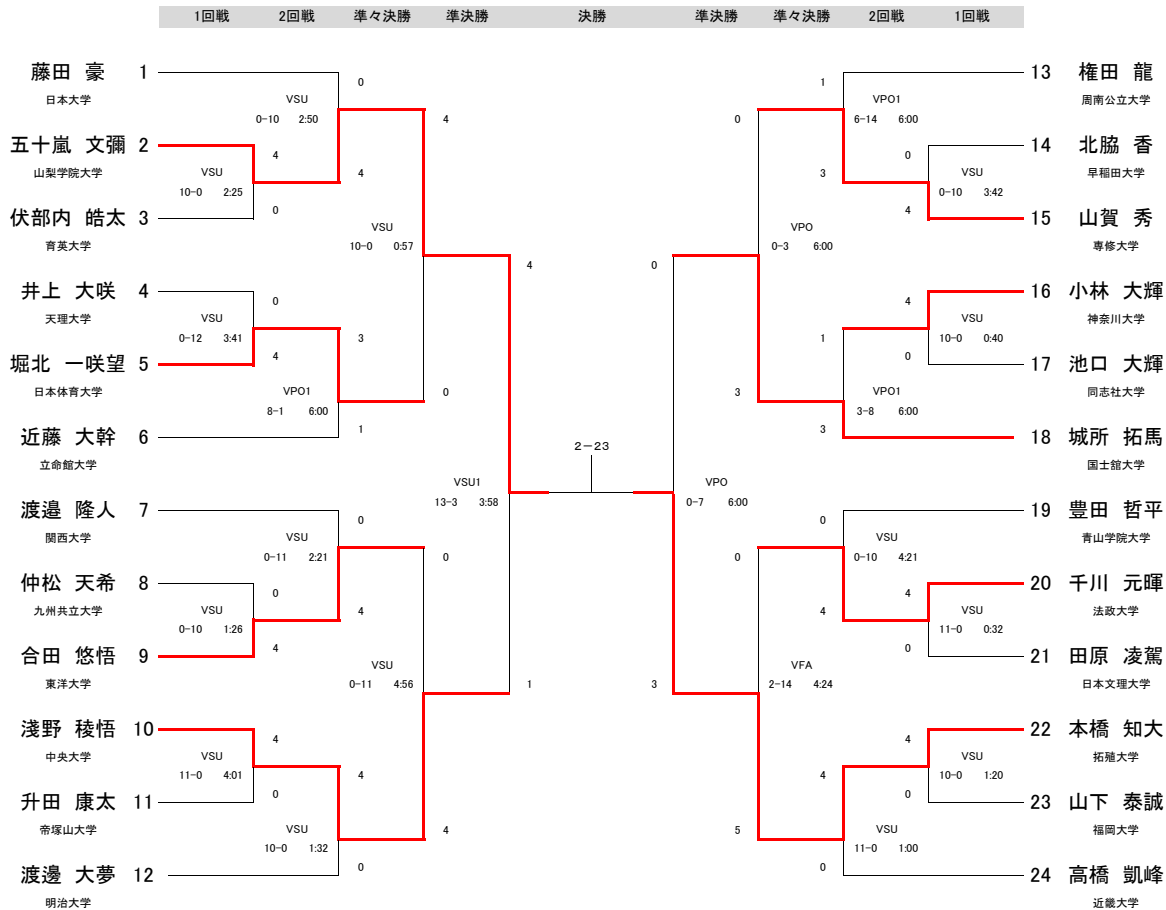 1回戦 2回戦 準々決勝 準決勝 決勝 準決勝 準々決勝 2回戦 1回戦
藤田 豪 1
日本大学
五十嵐 文彌 2
山梨学院大学
伏部内 皓太 3
育英大学
井上 大咲 4
天理大学
堀北 一咲望 5
日本体育大学
近藤 大幹 6
立命館大学
渡邉 隆人 7
関西大学
仲松 天希 8
九州共立大学
合田 悠悟 9
東洋大学
淺野 稜悟 10
中央大学
升田 康太 11
帝塚山大学
渡邊 大夢 12
明治大学
VSU
10-0 2:25
VSU
0-12 3:41
VSU
0-10 1:26
VSU
11-0 4:01
0
VSU
0-10 2:50
4
4
0
0
3
4
VPO1
8-1 6:00
1
0
VSU
0-11 2:21
0
4
4
4
4
0
VSU
10-0 1:32
0
4
VSU
10-0 0:57
0
0
VSU
0-11 4:56
4
4
VSU1
13-3 3:58
1
2-23
0
VPO
0-7 6:00
3
0
VPO
0-3 6:00
3
0
VFA
2-14 4:24
5
1
VPO1
6-14 6:00
0
3
4
4
1
0
VPO1
3-8 6:00
3
0
VSU
0-10 4:21
4
4
0
4
4
0
VSU
11-0 1:00
0
VSU
0-10 3:42
VSU
10-0 0:40
VSU
11-0 0:32
VSU
10-0 1:20
13 権田 龍
周南公立大学
14 北脇 香
早稲田大学
15 山賀 秀
専修大学
16 小林 大輝
神奈川大学
17 池口 大輝
同志社大学
18 城所 拓馬
国士舘大学
19 豊田 哲平
青山学院大学
20 千川 元暉
法政大学
21 田原 凌駕
日本文理大学
22 本橋 知大
拓殖大学
23 山下 泰誠
福岡大学
24 高橋 凱峰
近畿大学